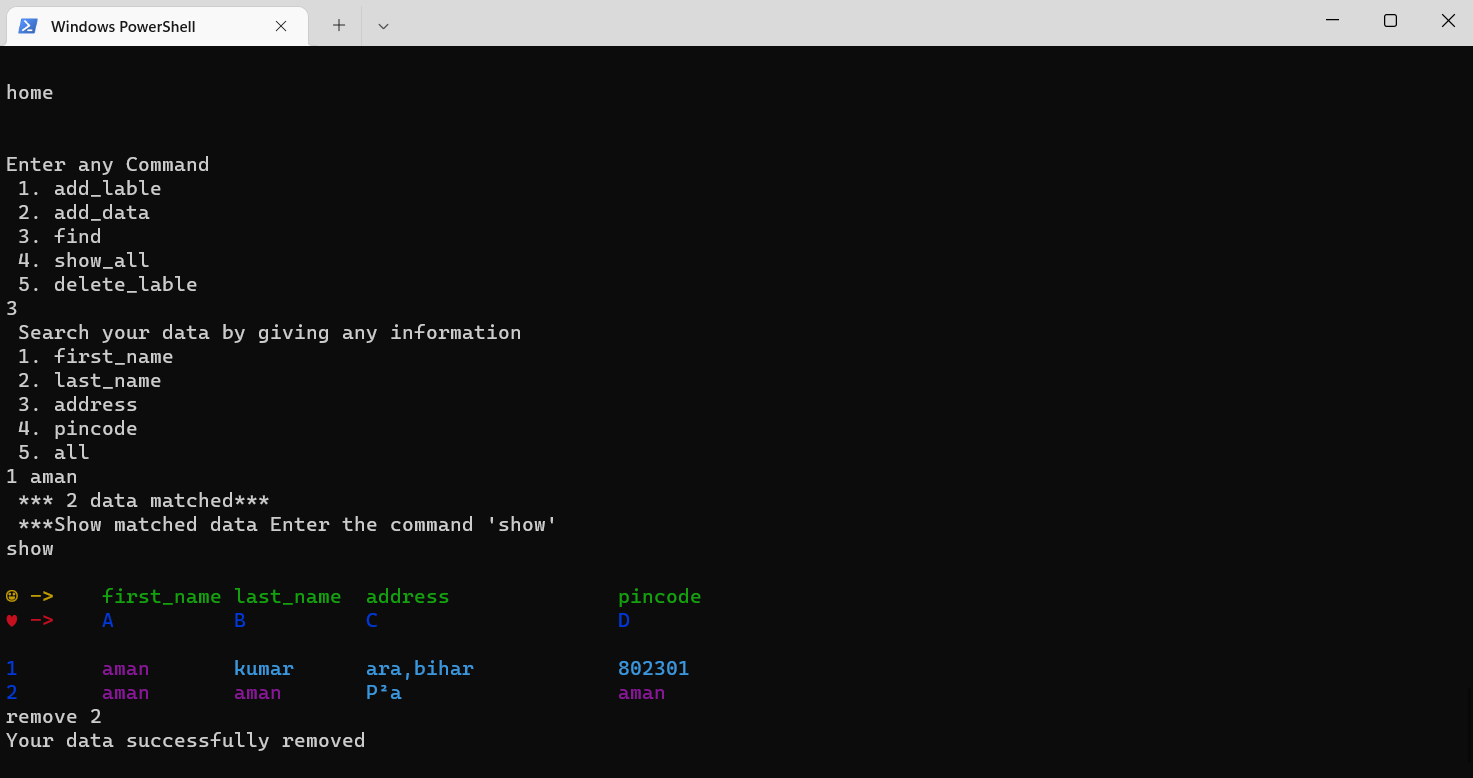 Windows PowerShell
home
Enter any Command
1. add_lable
2. add_data
3. find
4. show_all
5. delete_lable
3
Search your data by giving any information
1. first_name
2. last_name
3. address
4. pincode
5. all
1 aman
*** 2 data matched***
***Show matched data Enter the command 'show'
show
☻ -> first_name last_name address pincode
♥ -> A B C D
1 aman kumar ara,bihar 802301
2 aman aman P²a aman
remove 2
Your data successfully removed